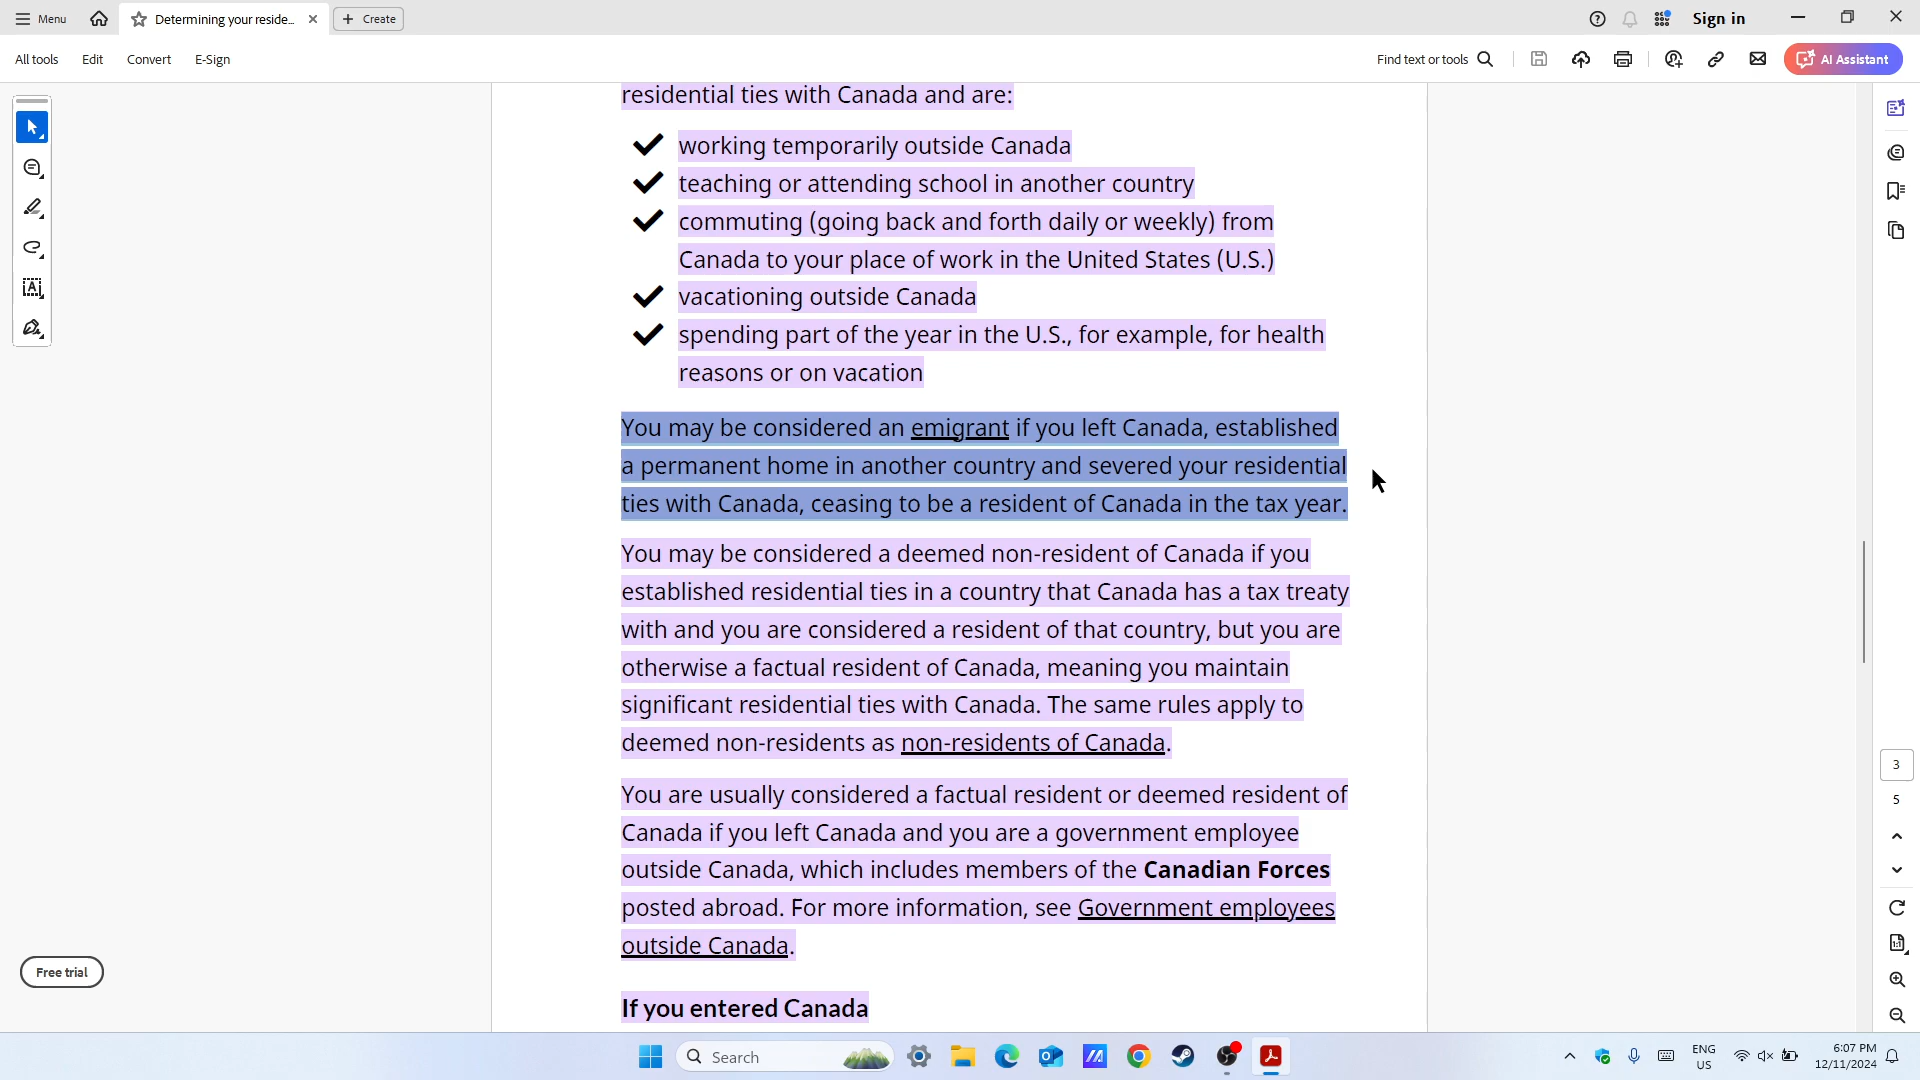 Menu
Determining your reside...
Create
Sign in
All tools
Edit
Convert
E-Sign
Find text or tools
AI Assistant
residential ties with Canada and are:
working temporarily outside Canada
teaching or attending school in another country
commuting (going back and forth daily or weekly) from
Canada to your place of work in the United States (U.S.)
vacationing outside Canada
spending part of the year in the U.S., for example, for health
reasons or on vacation
You may be considered an emigrant if you left Canada, established
a permanent home in another country and severed your residential
ties with Canada, ceasing to be a resident of Canada in the tax year.
You may be considered a deemed non-resident of Canada if you
established residential ties in a country that Canada has a tax treaty
with and you are considered a resident of that country, but you are
otherwise a factual resident of Canada, meaning you maintain
significant residential ties with Canada. The same rules apply to
deemed non-residents as non-residents of Canada.
You are usually considered a factual resident or deemed resident of
Canada if you left Canada and you are a government employee
outside Canada, which includes members of the Canadian Forces
posted abroad. For more information, see Government employees
outside Canada.
If you entered Canada
3
5
Free trial
Search
ENG
US
6:07 PM
12/11/2024